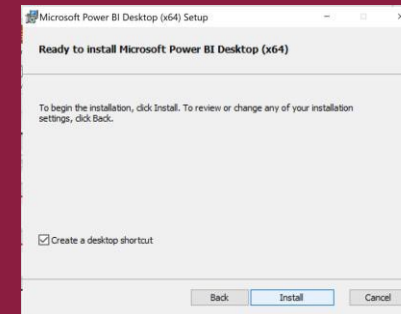 Microsoft Power BI Desktop (x64) Setup
Ready to install Microsoft Power BI Desktop (x64)
To begin the installation, click Install. To review or change any of your installation
settings, click Back.
Create a desktop shortcut
Back Install Cancel